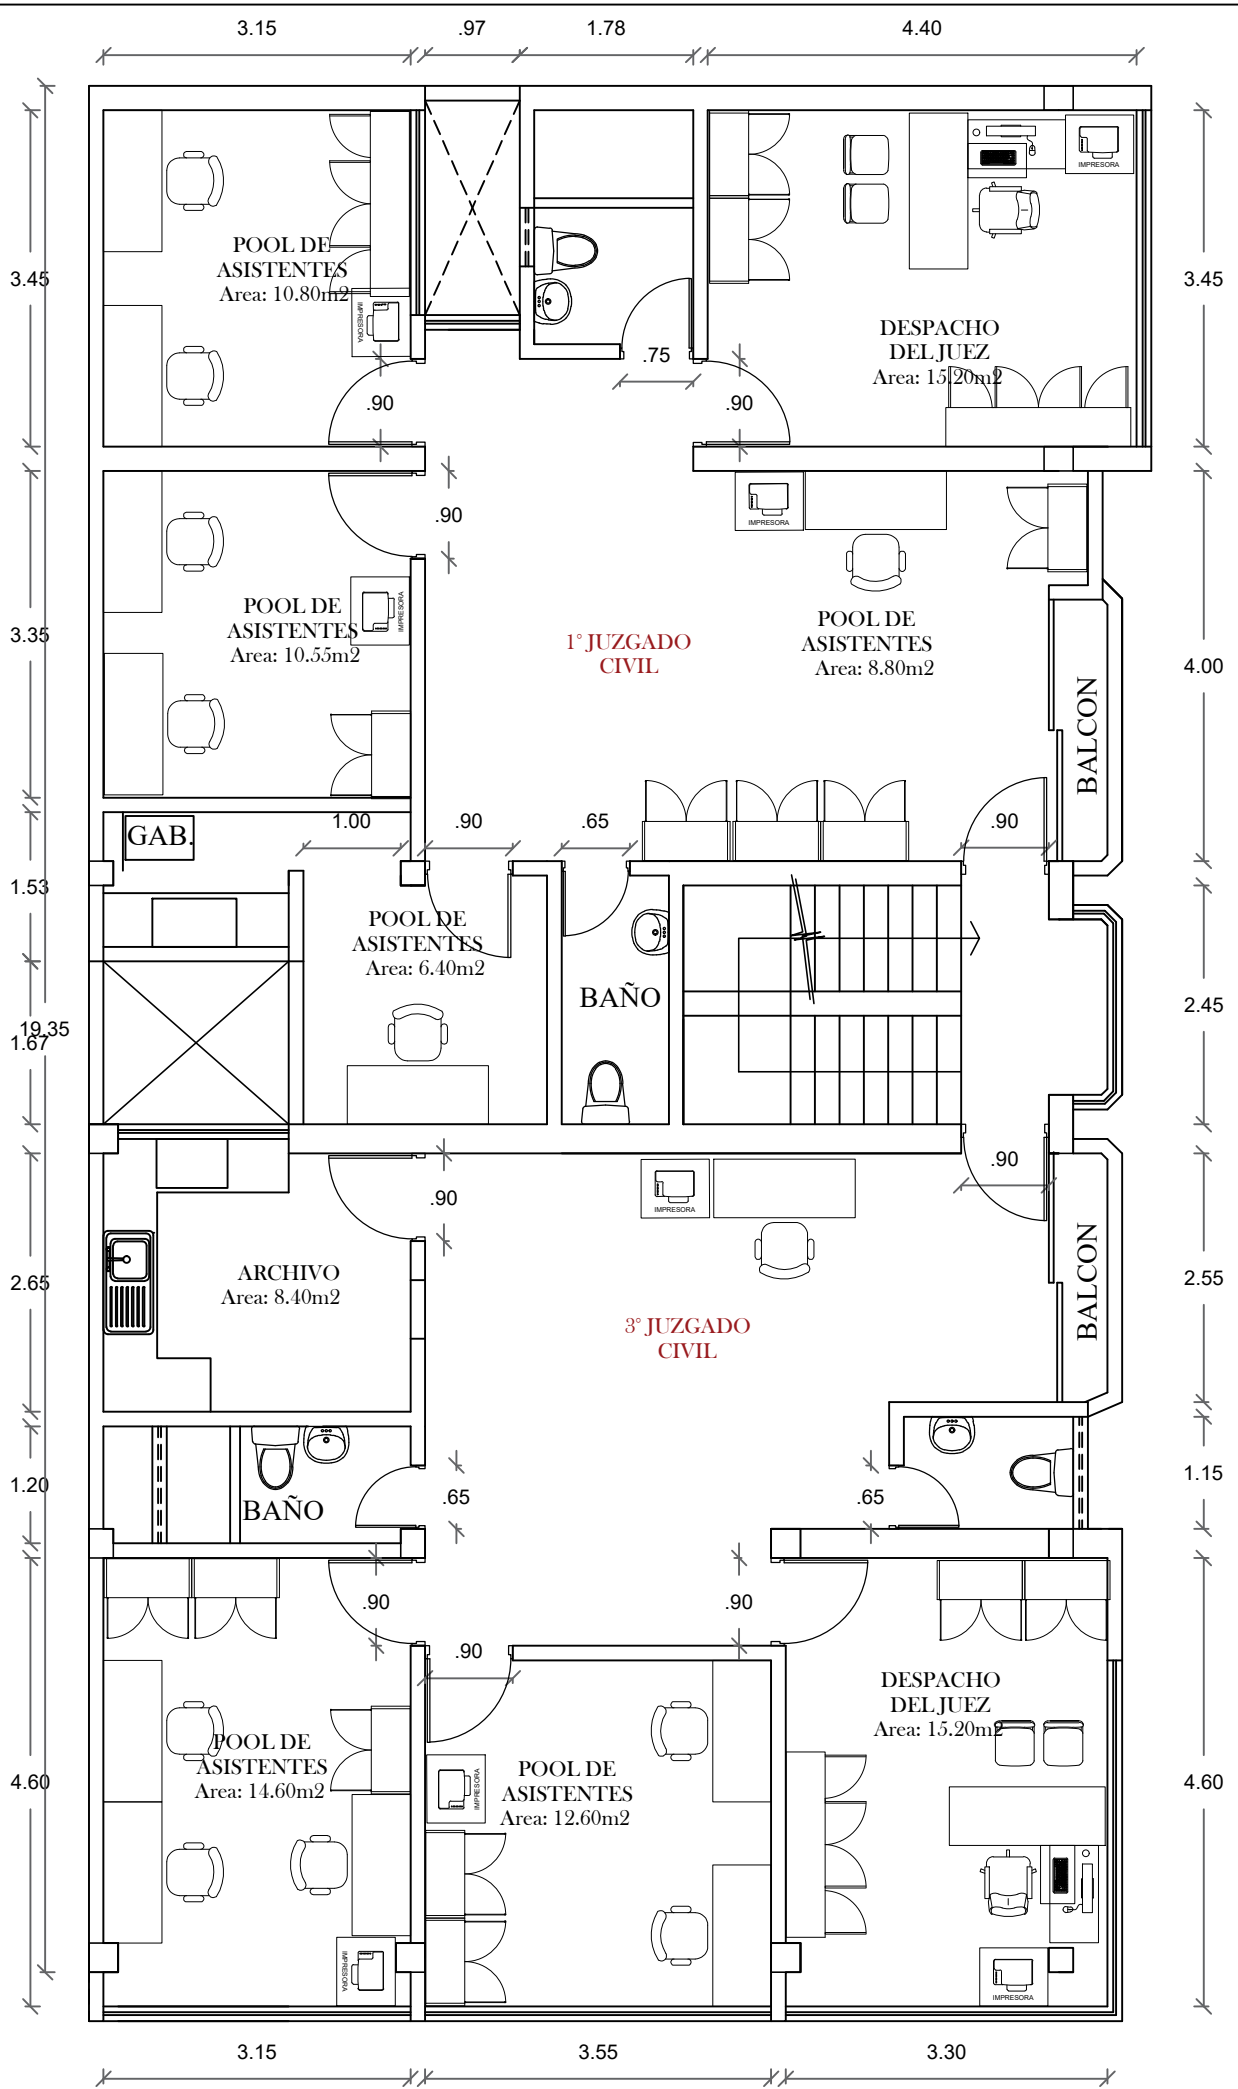 3.15
.97
1.78
4.40
IMPRESORA
POOL DE
ASISTENTES
Area: 10.80m2
IMPRESORA
3.45
3.45
DESPACHO
DEL JUEZ
Area: 15.20m2
.75
.90
.90
.90
IMPRESORA
POOL DE
ASISTENTES
Area: 10.55m2
IMPRESORA
3.35
1° JUZGADO
CIVIL
POOL DE
ASISTENTES
Area: 8.80m2
4.00
BALCON
GAB.
1.00
.90
.65
.90
1.53
POOL DE
ASISTENTES
Area: 6.40m2
BAÑO
2.45
19.35
1.67
.90
.90
IMPRESORA
ARCHIVO
Area: 8.40m2
2.65
3° JUZGADO
CIVIL
BALCON
2.55
1.20
BAÑO
.65
.65
1.15
.90
.90
.90
DESPACHO
DEL JUEZ
Area: 15.20m2
POOL DE
ASISTENTES
Area: 14.60m2
IMPRESORA
POOL DE
ASISTENTES
Area: 12.60m2
4.60
4.60
IMPRESORA
IMPRESORA
3.15
3.55
3.30